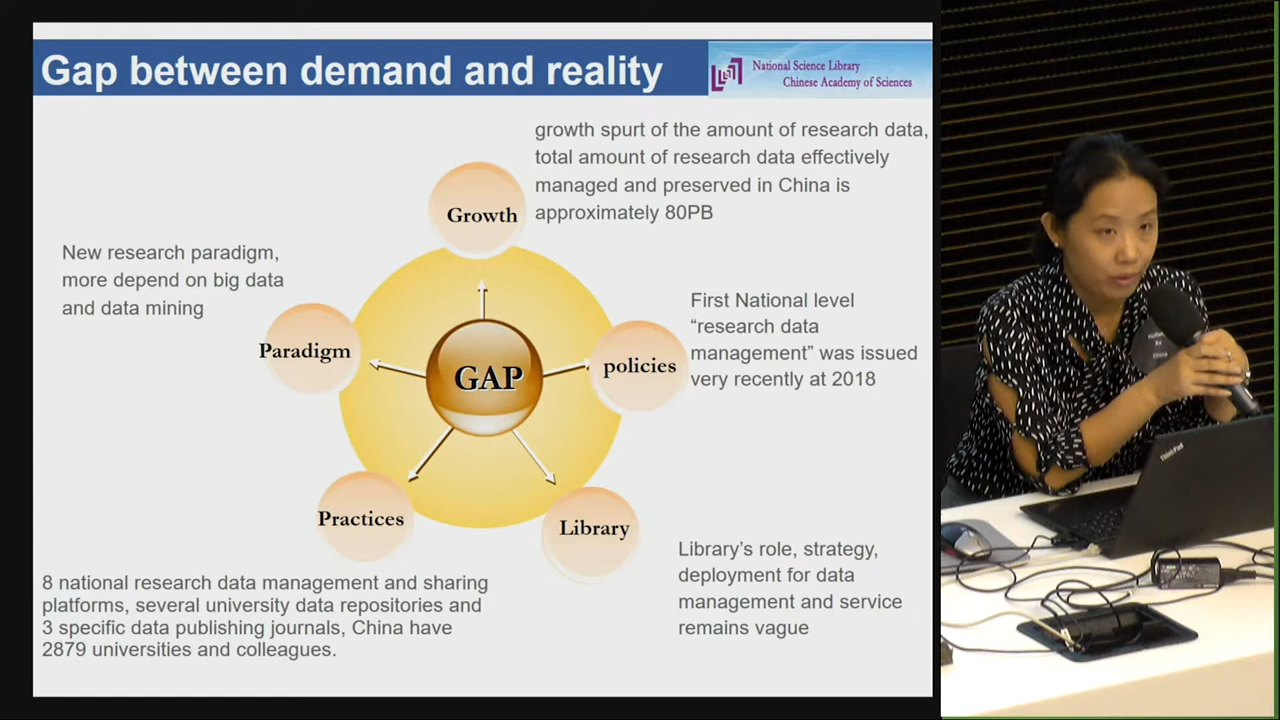 Gap between demand and reality
National Science Library
Chinese Academy of Sciences
growth spurt of the amount of research data,
total amount of research data effectively
managed and preserved in China is
approximately 80PB
Growth
New research paradigm,
more depend on big data
and data mining
Paradigm
GAP
policies
First National level
“research data
management” was issued
very recently at 2018
Practices
Library
8 national research data management and sharing
platforms, several university data repositories and
3 specific data publishing journals, China have
2879 universities and colleagues.
Library’s role, strategy,
deployment for data
management and service
remains vague
China
ThinkPad